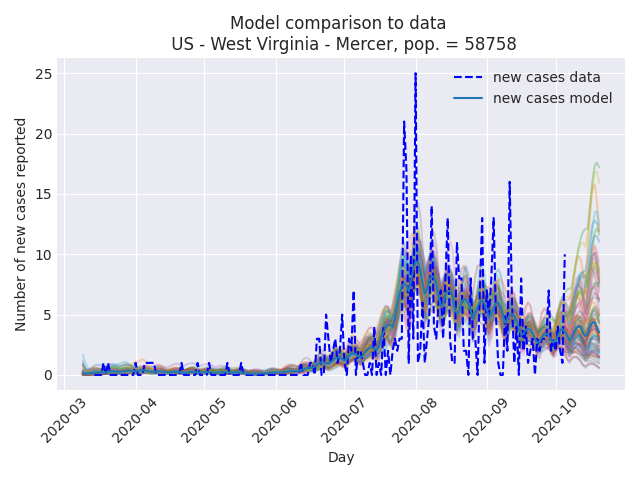 Model comparison to data
US - West Virginia - Mercer, pop. = 58758
new cases data
new cases model
Number of new cases reported
25
20
15
10
5
0
2020-03
2020-04
2020-05
2020-06
2020-07
2020-08
2020-09
2020-10
Day